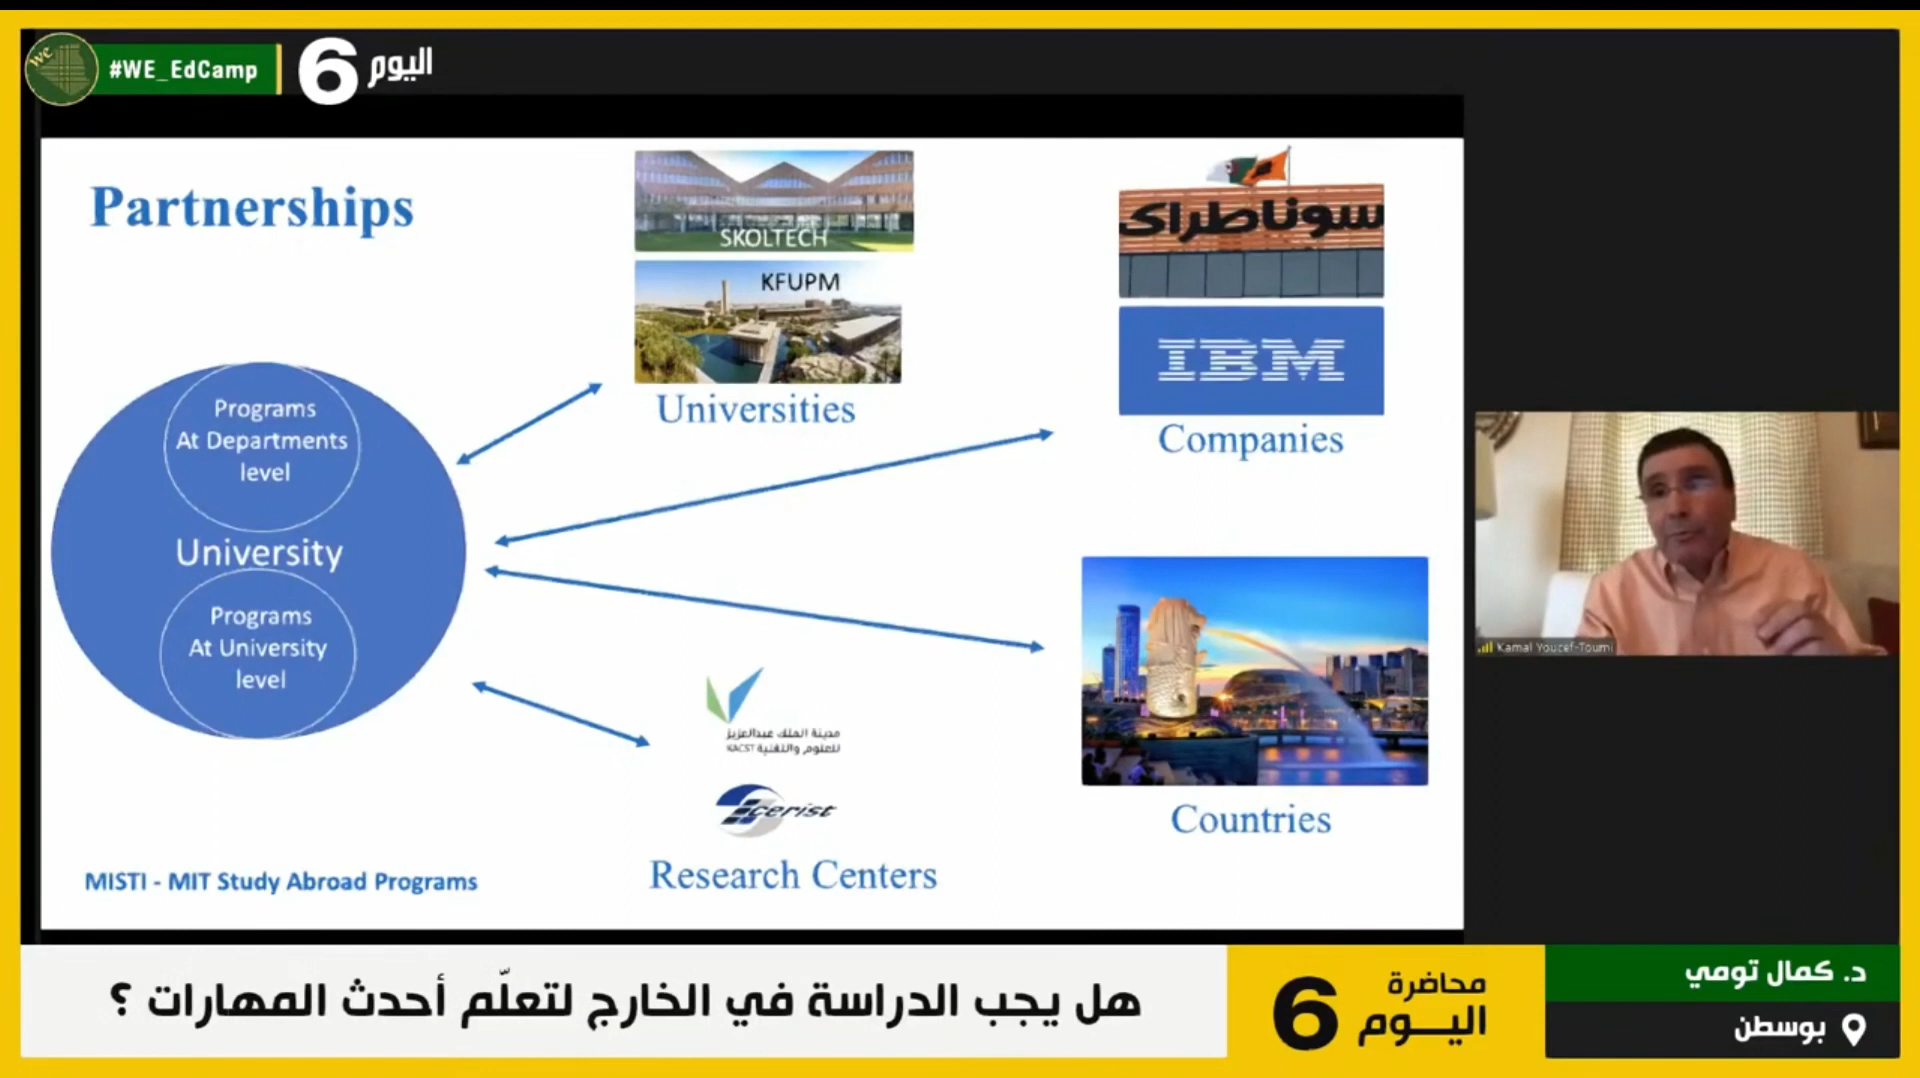 we
#WE_EdCamp
اليوم 6
Partnerships
SKOLTECH
KFUPM
Universities
سوناطراك
IBM
Companies
Programs
At Departments
level
University
Programs
At University
level
مدينة الملك عبدالعزيز
للعلوم والتقنية KACST
cerist
Research Centers
Countries
MISTI - MIT Study Abroad Programs
Kamal Youcef-Toumi
هل يجب الدراسة في الخارج لتعلّم أحدث المهارات ؟
محاضرة
اليـــوم 6
د. كمال تومي
بوسطن